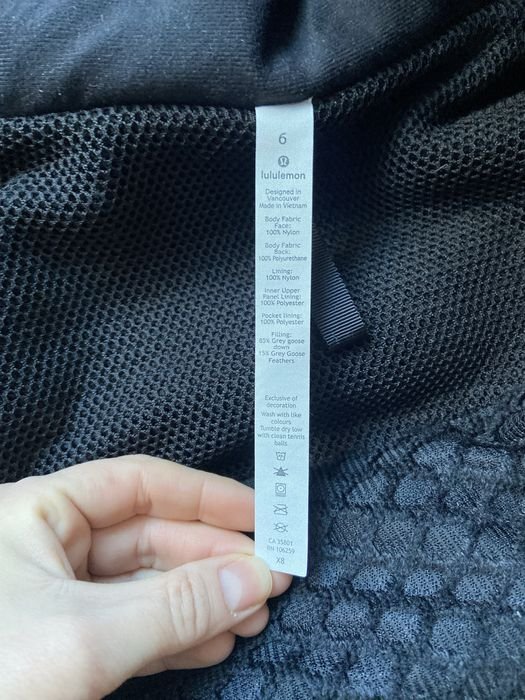 6
lululemon
Designed in
Vancouver
Made in Vietnam
Body Fabric
Face:
100% Nylon
Body Fabric
Back:
100% Polyurethane
Lining:
100% Nylon
Inner Upper
Panel Lining:
100% Polyester
Pocket lining:
100% Polyester
Filling:
85% Grey goose
down
15% Grey Goose
Feathers
Exclusive of
decoration
Wash with like
colours
Tumble dry low
with clean tennis
balls
CA 35801
RN 106259
X8